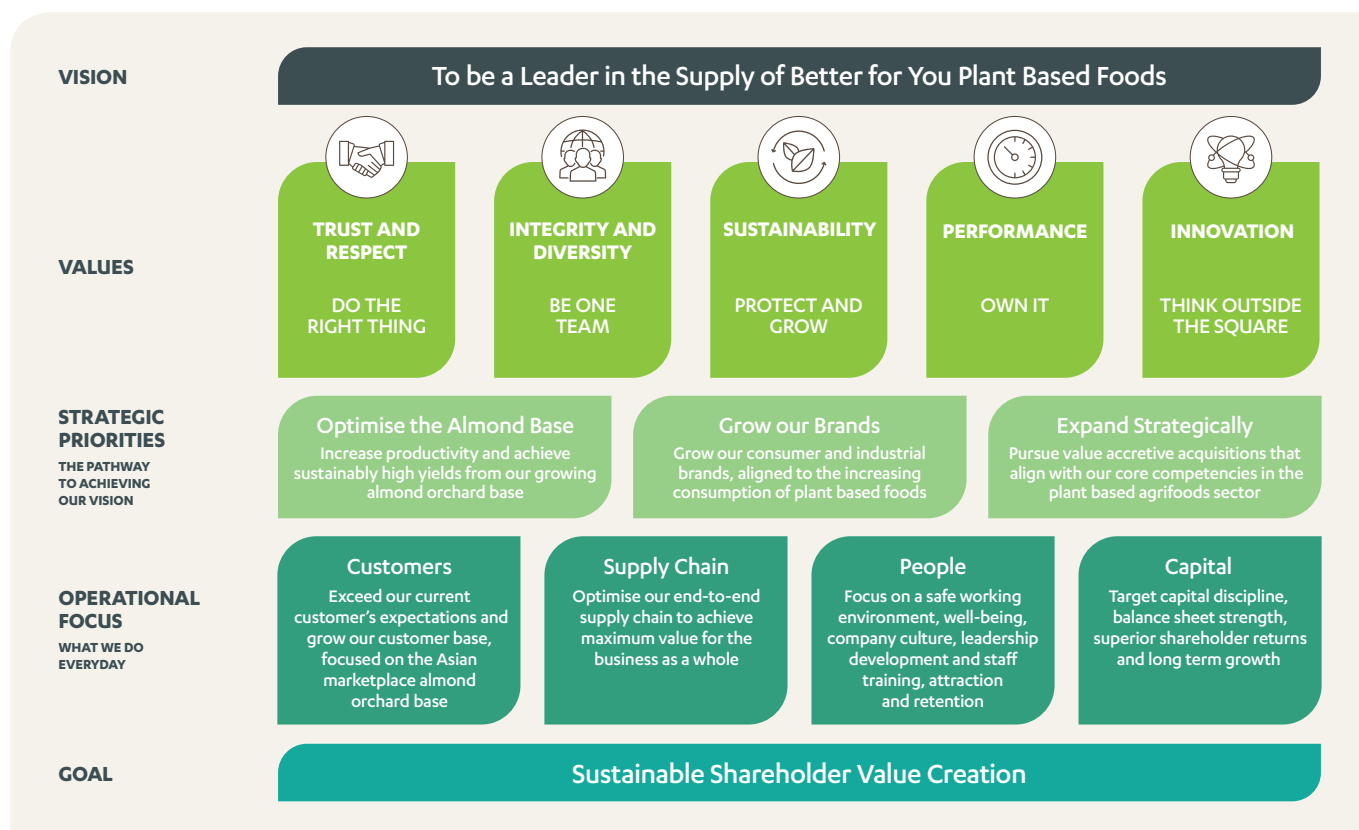 VISION
To be a Leader in the Supply of Better for You Plant Based Foods
VALUES
TRUST AND
RESPECT
DO THE
RIGHT THING
INTEGRITY AND
DIVERSITY
BE ONE
TEAM
SUSTAINABILITY
PROTECT AND
GROW
PERFORMANCE
OWN IT
INNOVATION
THINK OUTSIDE
THE SQUARE
STRATEGIC
PRIORITIES
THE PATHWAY
TO ACHIEVING
OUR VISION
Optimise the Almond Base
Increase productivity and achieve
sustainably high yields from our growing
almond orchard base
Grow our Brands
Grow our consumer and industrial
brands, aligned to the increasing
consumption of plant based foods
Expand Strategically
Pursue value accretive acquisitions that
align with our core competencies in the
plant based agrifoods sector
OPERATIONAL
FOCUS
WHAT WE DO
EVERYDAY
Customers
Exceed our current
customer’s expectations and
grow our customer base,
focused on the Asian
marketplace almond
orchard base
Supply Chain
Optimise our end-to-end
supply chain to achieve
maximum value for the
business as a whole
People
Focus on a safe working
environment, well-being,
company culture, leadership
development and staff
training, attraction
and retention
Capital
Target capital discipline,
balance sheet strength,
superior shareholder returns
and long term growth
GOAL
Sustainable Shareholder Value Creation